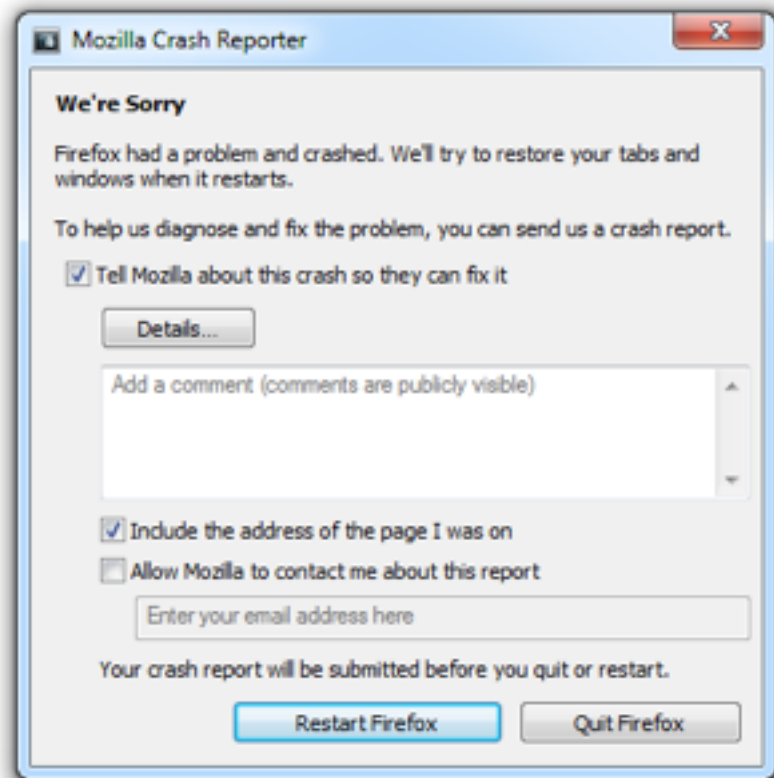 Mozilla Crash Reporter
We're Sorry
Firefox had a problem and crashed. We'll try to restore your tabs and
windows when it restarts.
To help us diagnose and fix the problem, you can send us a crash report.
Tell Mozilla about this crash so they can fix it
Details...
Add a comment (comments are publicly visible)
Include the address of the page I was on
Allow Mozilla to contact me about this report
Enter your email address here
Your crash report will be submitted before you quit or restart.
Restart Firefox Quit Firefox